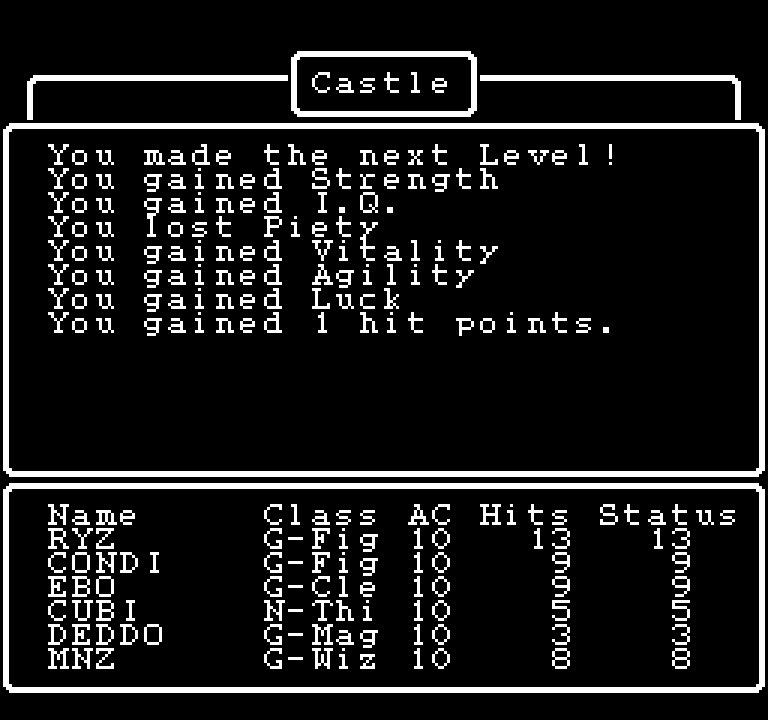 Castle
You made the next Level!
You gained Strength
You gained I.Q.
You lost Piety
You gained Vitality
You gained Agility
You gained Luck
You gained 1 hit points.
Name Class AC Hits Status
RYZ G-Fig 10 13 13
CONDI G-Fig 10 9 9
EBO G-Cle 10 9 9
CUBI N-Thi 10 5 5
DEDDO G-Mag 10 3 3
MNZ G-Wiz 10 8 8